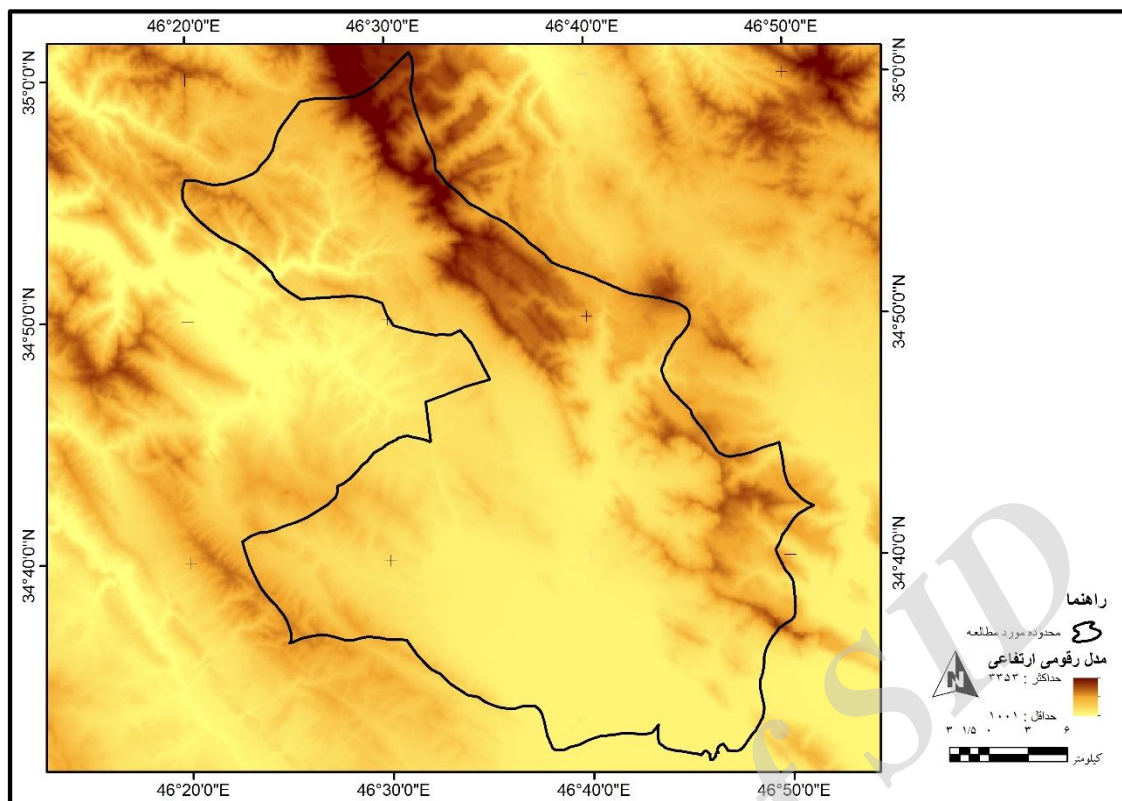 46°20'0"E 46°30'0"E 46°40'0"E 46°50'0"E
35°0'0"N
35°0'0"N
34°50'0"N
34°50'0"N
34°40'0"N
34°40'0"N
راهنما
محدوده مورد مطالعه
مدل رقومی ارتفاعی
حداکثر : ۳۳۵۳
حداقل : ۱۰۰۱
N
۳ ۱/۵ ۰ ۳ ۶
کیلومتر
46°20'0"E 46°30'0"E 46°40'0"E 46°50'0"E
f SID